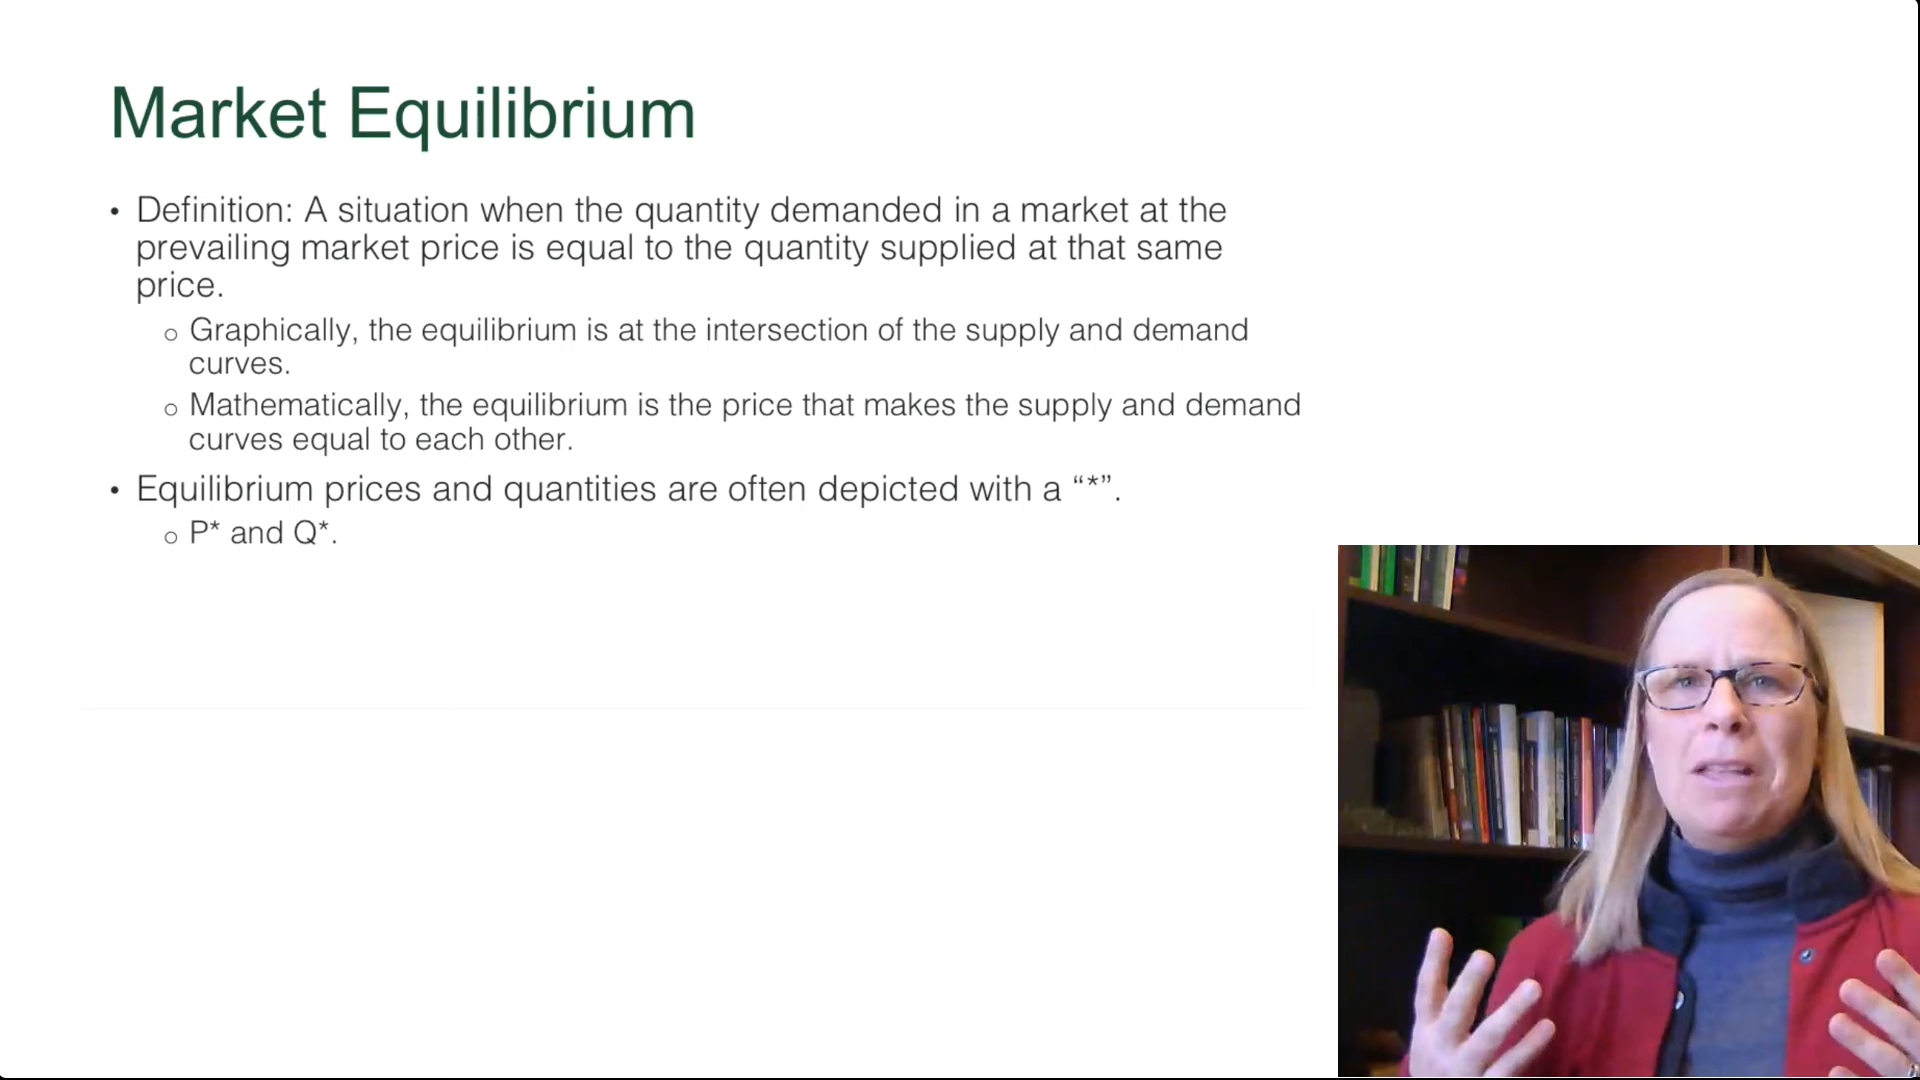 Market Equilibrium
• Definition: A situation when the quantity demanded in a market at the
prevailing market price is equal to the quantity supplied at that same
price.
o Graphically, the equilibrium is at the intersection of the supply and demand
curves.
o Mathematically, the equilibrium is the price that makes the supply and demand
curves equal to each other.
• Equilibrium prices and quantities are often depicted with a “*”.
o P* and Q*.